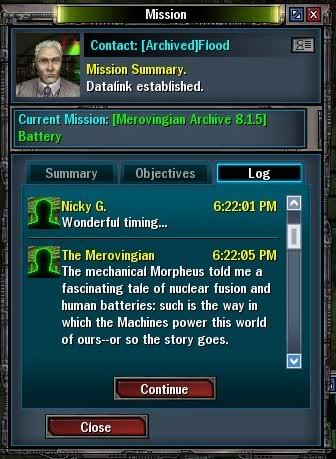 Mission
Contact: [Archived]Flood
Mission Summary.
Datalink established.
Current Mission: [Merovingian Archive 8.1.5]
Battery
Summary
Objectives
Log
Nicky G. 6:22:01 PM
Wonderful timing...
The Merovingian 6:22:05 PM
The mechanical Morpheus told me a
fascinating tale of nuclear fusion and
human batteries: such is the way in
which the Machines power this world
of ours--or so the story goes.
Continue
Close